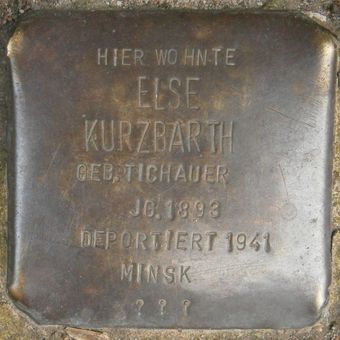 HIER WOHNTE
ELSE
KURZBARTH
GEB. TICHAUER
JG. 1893
DEPORTIERT 1941
MINSK
? ? ?